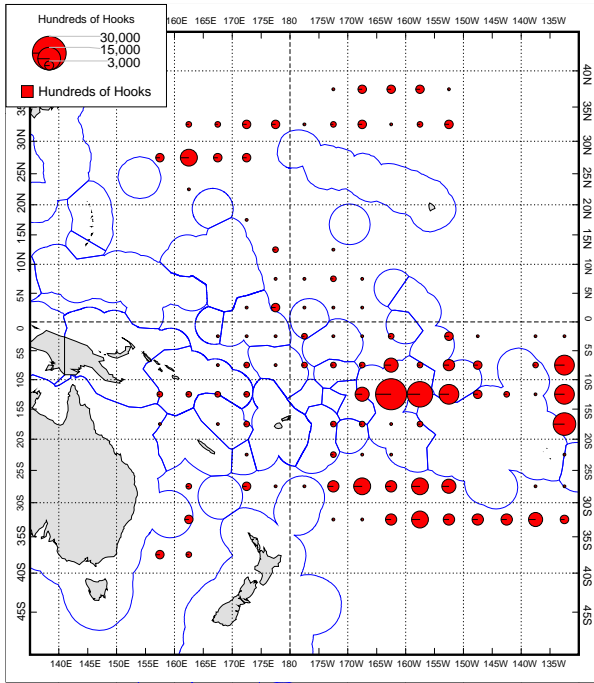 Hundreds of Hooks
30,000
15,000
3,000
Hundreds of Hooks
160E 165E 170E 175E 180 175W 170W 165W 160W 155W 150W 145W 140W 135W
40N
35N
30N 30N
25N 25N
20N 20N
15N 15N
10N 10N
5N 5N
0 0
5S 5S
10S 10S
15S 15S
20S 20S
25S 25S
30S 30S
35S 35S
40S 40S
45S 45S
140E 145E 150E 155E 160E 165E 170E 175E 180 175W 170W 165W 160W 155W 150W 145W 140W 135W